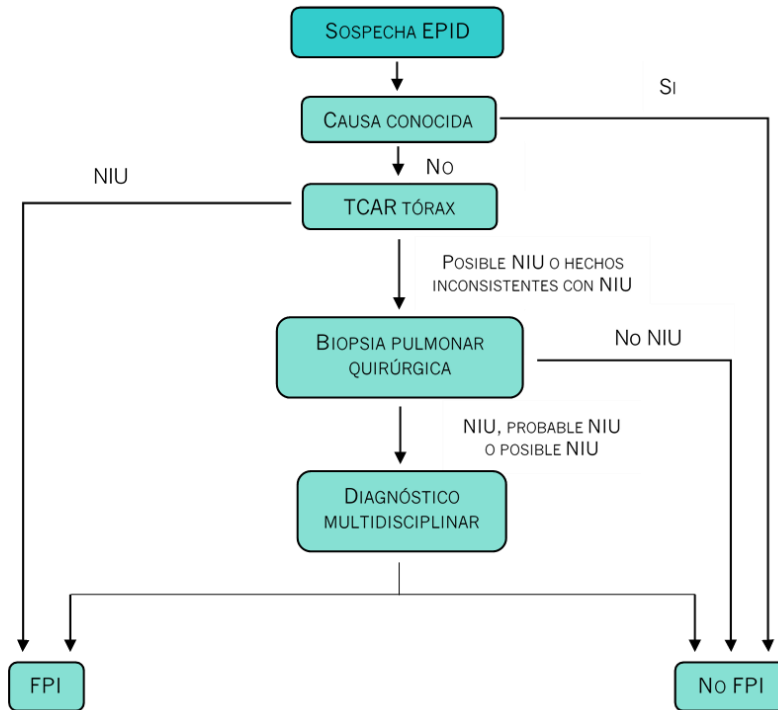 SOSPECHA EPID
SI
CAUSA CONOCIDA
NO
NIU
TCAR TÓRAX
POSIBLE NIU O HECHOS
INCONSISTENTES CON NIU
BIOPSIA PULMONAR
QUIRÚRGICA
NO NIU
NIU, PROBABLE NIU
O POSIBLE NIU
DIAGNÓSTICO
MULTIDISCIPLINAR
FPI
NO FPI